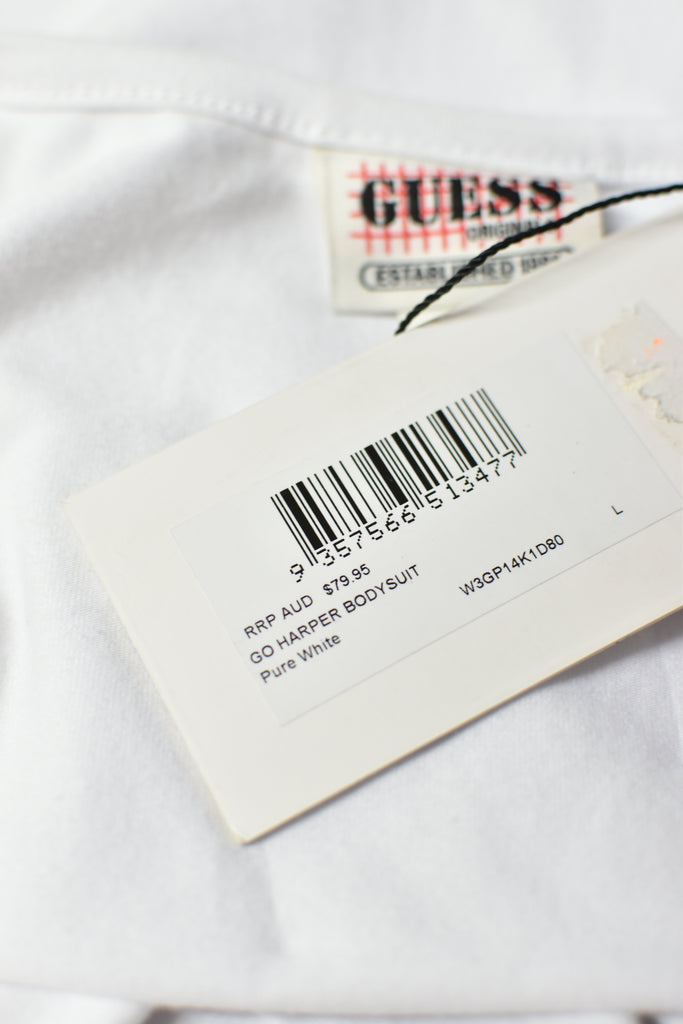 GUESS
ORIGINALS
ESTABLISHED 1981
9 357566 513477
RRP AUD $79.95
GO HARPER BODYSUIT W3GP14K1D80 L
Pure White